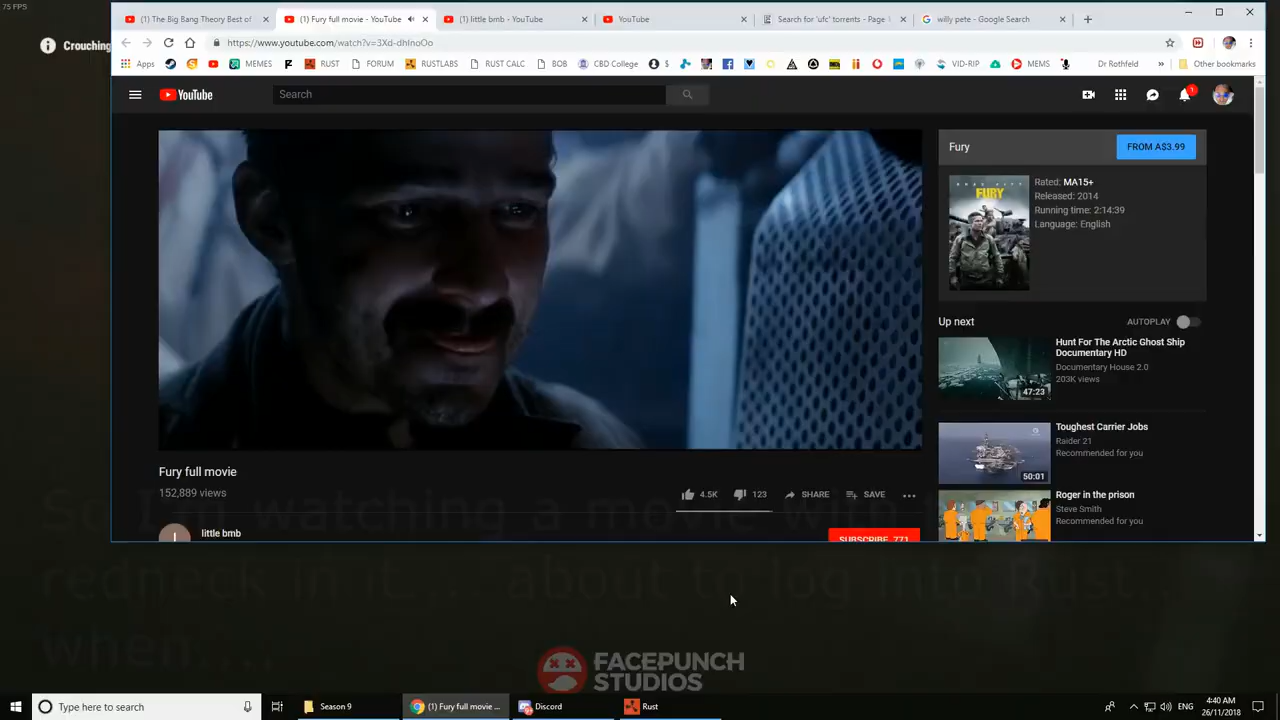 75 FPS
(1) The Big Bang Theory Best of
(1) Fury full movie - YouTube
(1) little bmb - YouTube
YouTube
Search for 'ufc' torrents - Page
willy pete - Google Search
Crouching
https://www.youtube.com/watch?v=3Xd-dhInoOo
Apps
MEMES
RUST
FORUM
RUSTLABS
RUST CALC
BOB
CBD College
$
VID-RIP
MEMS
Dr Rothfeld
»
Other bookmarks
YouTube
Search
1
Fury
FROM A$3.99
FURY
Rated: MA15+
Released: 2014
Running time: 2:14:39
Language: English
Up next
AUTOPLAY
Hunt For The Arctic Ghost Ship
Documentary HD
Documentary House 2.0
203K views
47:23
Toughest Carrier Jobs
Raider 21
Recommended for you
50:01
Roger in the prison
Steve Smith
Recommended for you
Fury full movie
152,889 views
4.5K
123
SHARE
SAVE
little bmb
SUBSCRIBE 771
So I watching a movie with
redneck in it,.. about to log into Rust.
when....
FACEPUNCH
STUDIOS
Type here to search
Season 9
(1) Fury full movie ...
Discord
Rust
ENG
4:40 AM
26/11/2018